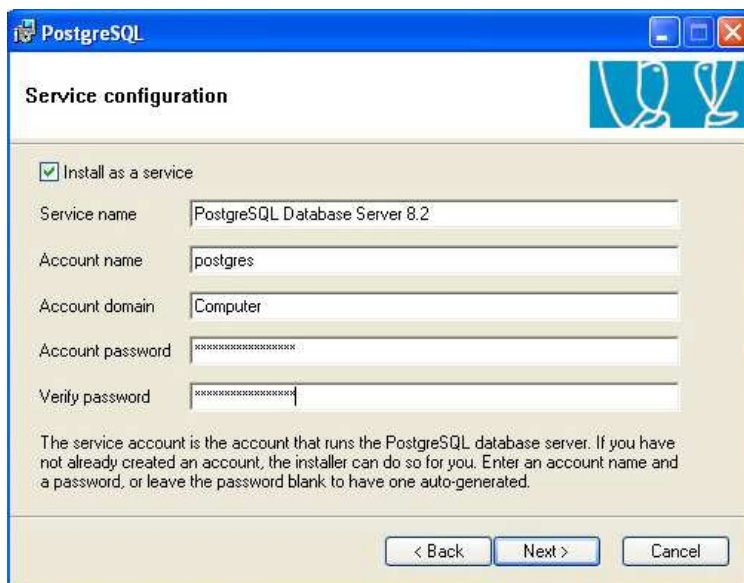 PostgreSQL
Service configuration
Install as a service
Service name PostgreSQL Database Server 8.2
Account name postgres
Account domain Computer
Account password *****************
Verify password *****************
The service account is the account that runs the PostgreSQL database server. If you have
not already created an account, the installer can do so for you. Enter an account name and
a password, or leave the password blank to have one auto-generated.
< Back Next > Cancel